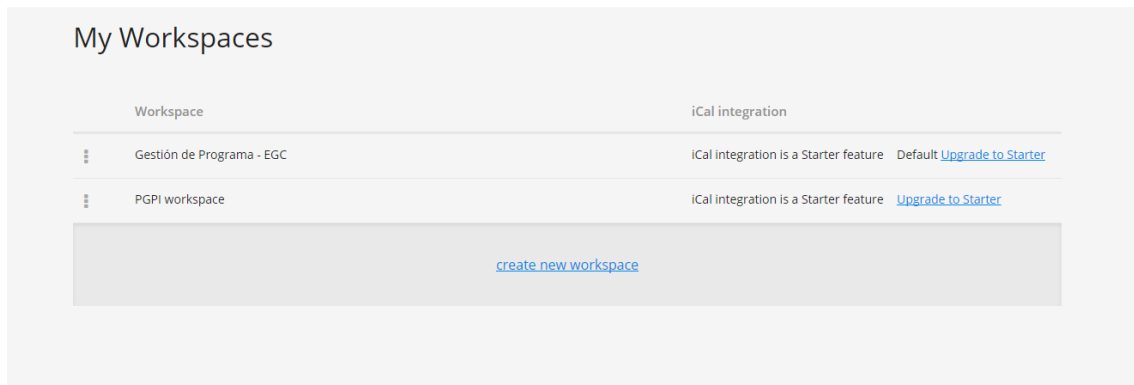 My Workspaces
Workspace iCal integration
Gestión de Programa - EGC iCal integration is a Starter feature Default Upgrade to Starter
PGPI workspace iCal integration is a Starter feature Upgrade to Starter
create new workspace